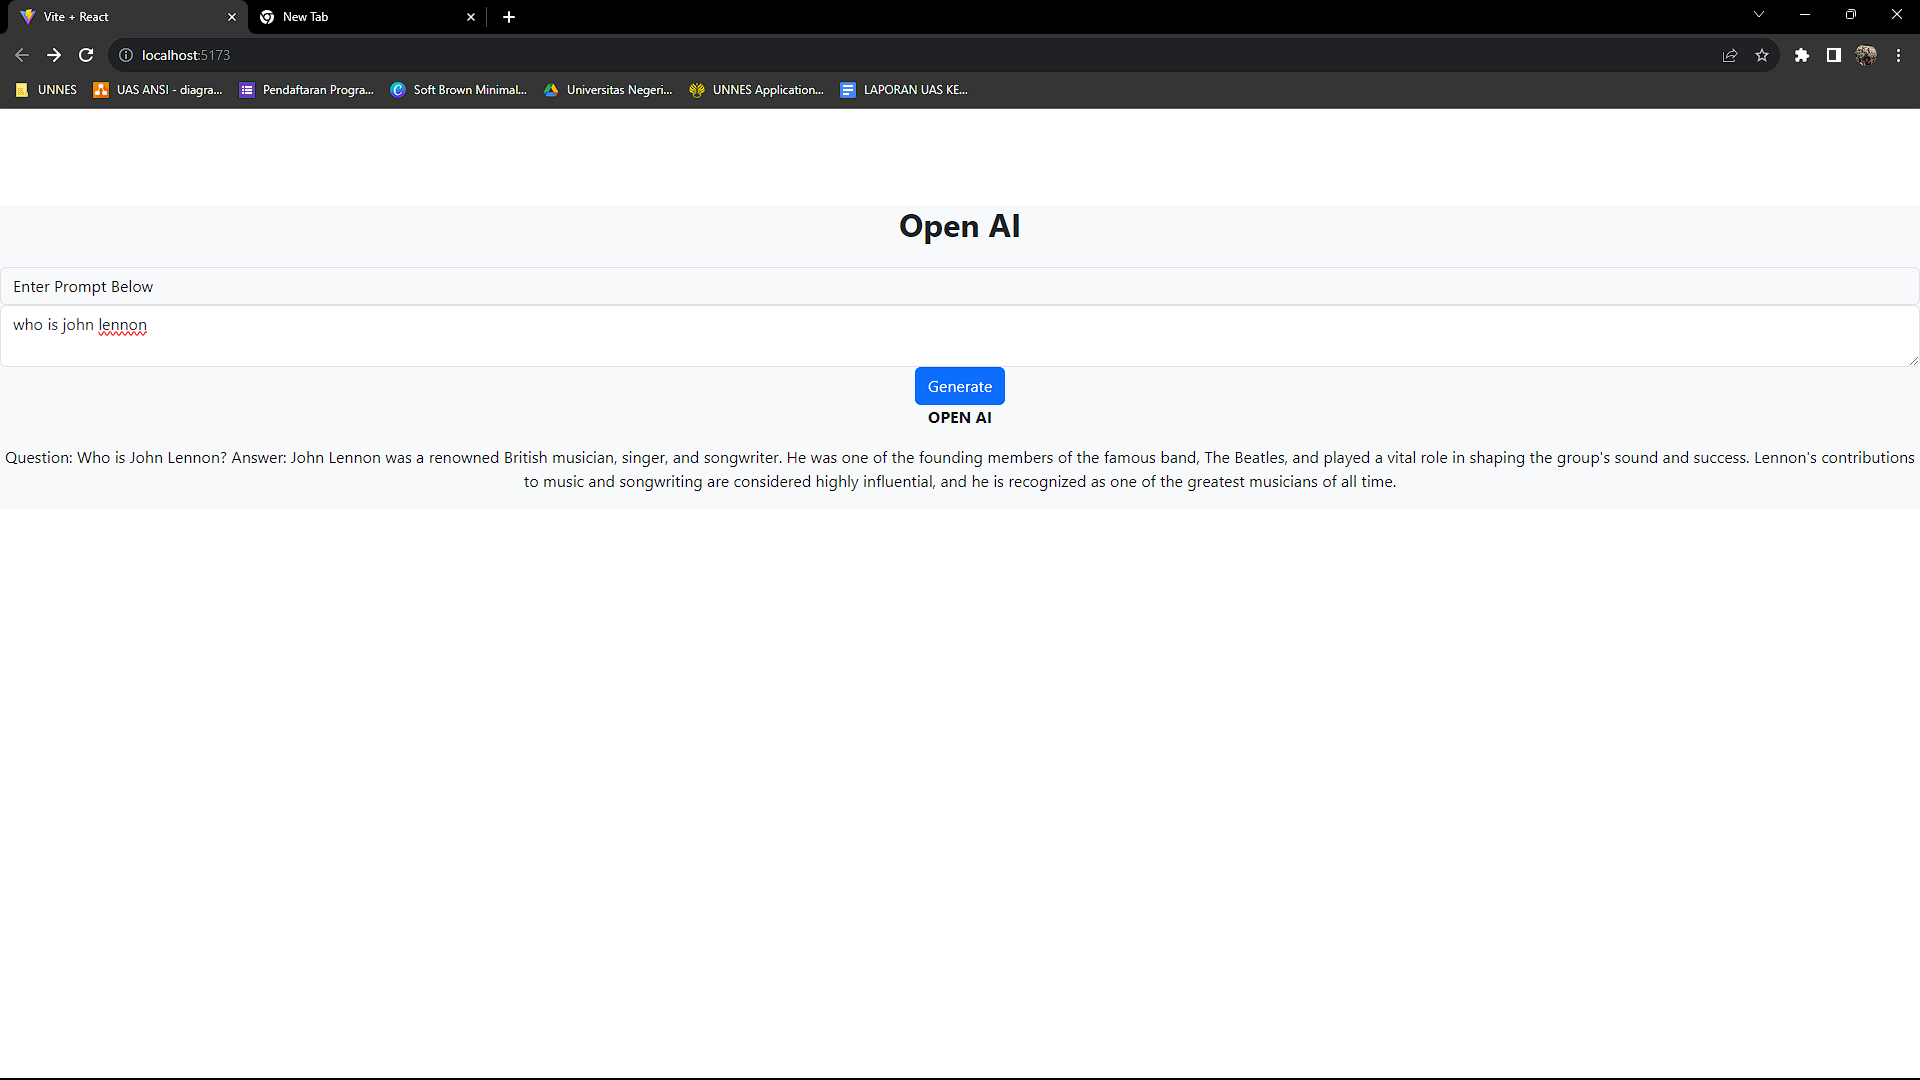 Vite + React
New Tab
localhost:5173
UNNES
UAS ANSI - diagra...
Pendaftaran Progra...
Soft Brown Minimal...
Universitas Negeri...
UNNES Application...
LAPORAN UAS KE...
Open AI
Enter Prompt Below
who is john lennon
Generate
OPEN AI
Question: Who is John Lennon? Answer: John Lennon was a renowned British musician, singer, and songwriter. He was one of the founding members of the famous band, The Beatles, and played a vital role in shaping the group's sound and success. Lennon's contributions
to music and songwriting are considered highly influential, and he is recognized as one of the greatest musicians of all time.